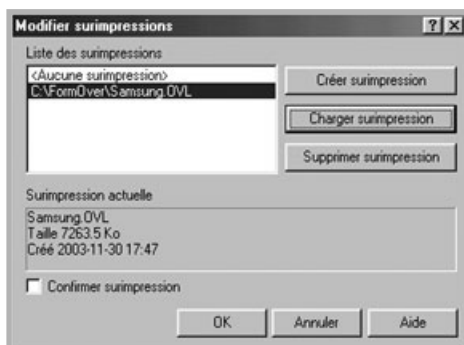 Modifier surimpressions
Liste des surimpressions
<Aucune surimpression>
C:\FormOver\Samsung.OVL
Créer surimpression
Charger surimpression
Supprimer surimpression
Surimpression actuelle
Samsung.OVL
Taille 7263.5 Ko
Créé 2003-11-30 17:47
Confirmer surimpression
OK
Annuler
Aide